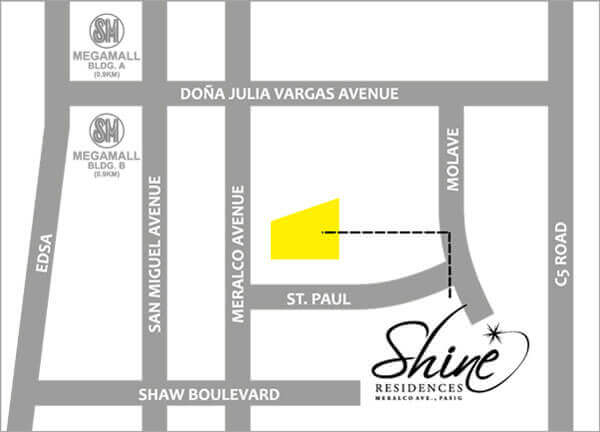 SM
MEGAMALL
BLDG. A
(0.9KM)
DOÑA JULIA VARGAS AVENUE
SM
MEGAMALL
BLDG. B
(0.9KM)
EDSA
SAN MIGUEL AVENUE
MERALCO AVENUE
MOLAVE
C5 ROAD
ST. PAUL
SHAW BOULEVARD
Shine
RESIDENCES
MERALCO AVE., PASIG